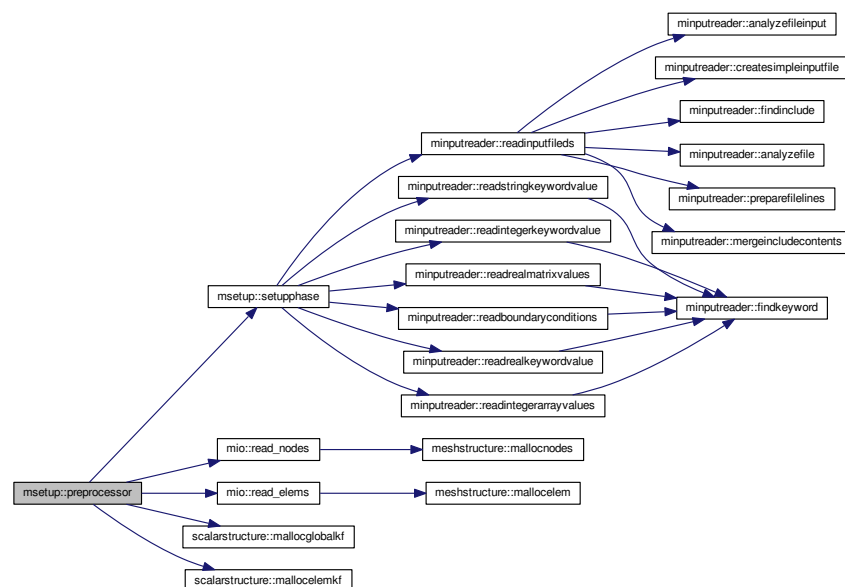 minputreader::analyzefileinput
minputreader::createsimpleinputfile
minputreader::findinclude
minputreader::readinputfileds
minputreader::analyzefile
minputreader::readstringkeywordvalue
minputreader::preparefilelines
minputreader::readintegerkeywordvalue
minputreader::mergeincludecontents
minputreader::readrealmatrixvalues
msetup::setupphase
minputreader::findkeyword
minputreader::readboundaryconditions
minputreader::readrealkeywordvalue
minputreader::readintegerarrayvalues
mio::read_nodes
meshstructure::mallocnodes
msetup::preprocessor
mio::read_elems
meshstructure::mallocelem
scalarstructure::mallocglobalkf
scalarstructure::mallocelemkf